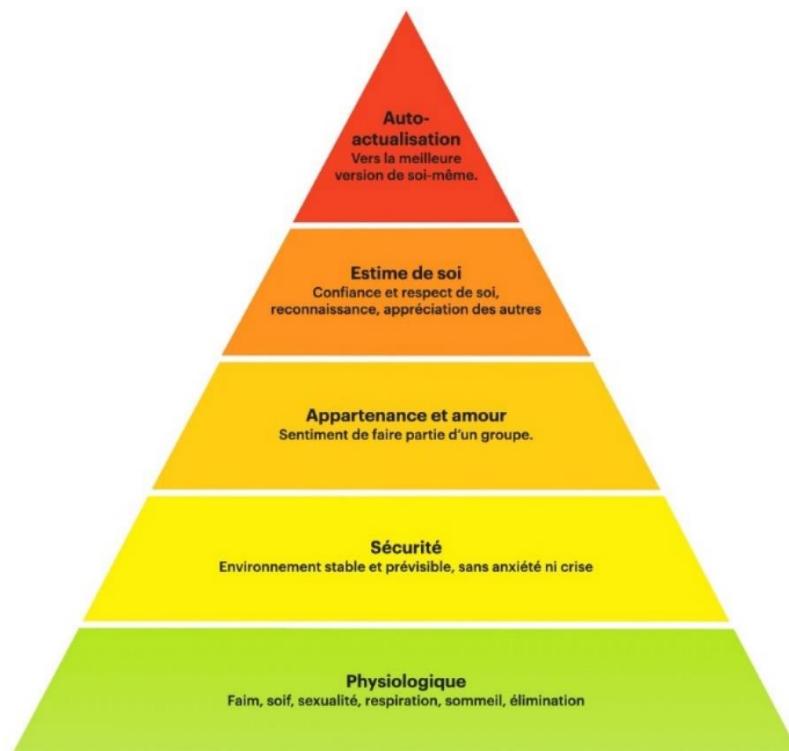 Auto-
actualisation
Vers la meilleure
version de soi-même.
Estime de soi
Confiance et respect de soi,
reconnaissance, appréciation des autres
Appartenance et amour
Sentiment de faire partie d'un groupe.
Sécurité
Environnement stable et prévisible, sans anxiété ni crise
Physiologique
Faim, soif, sexualité, respiration, sommeil, élimination